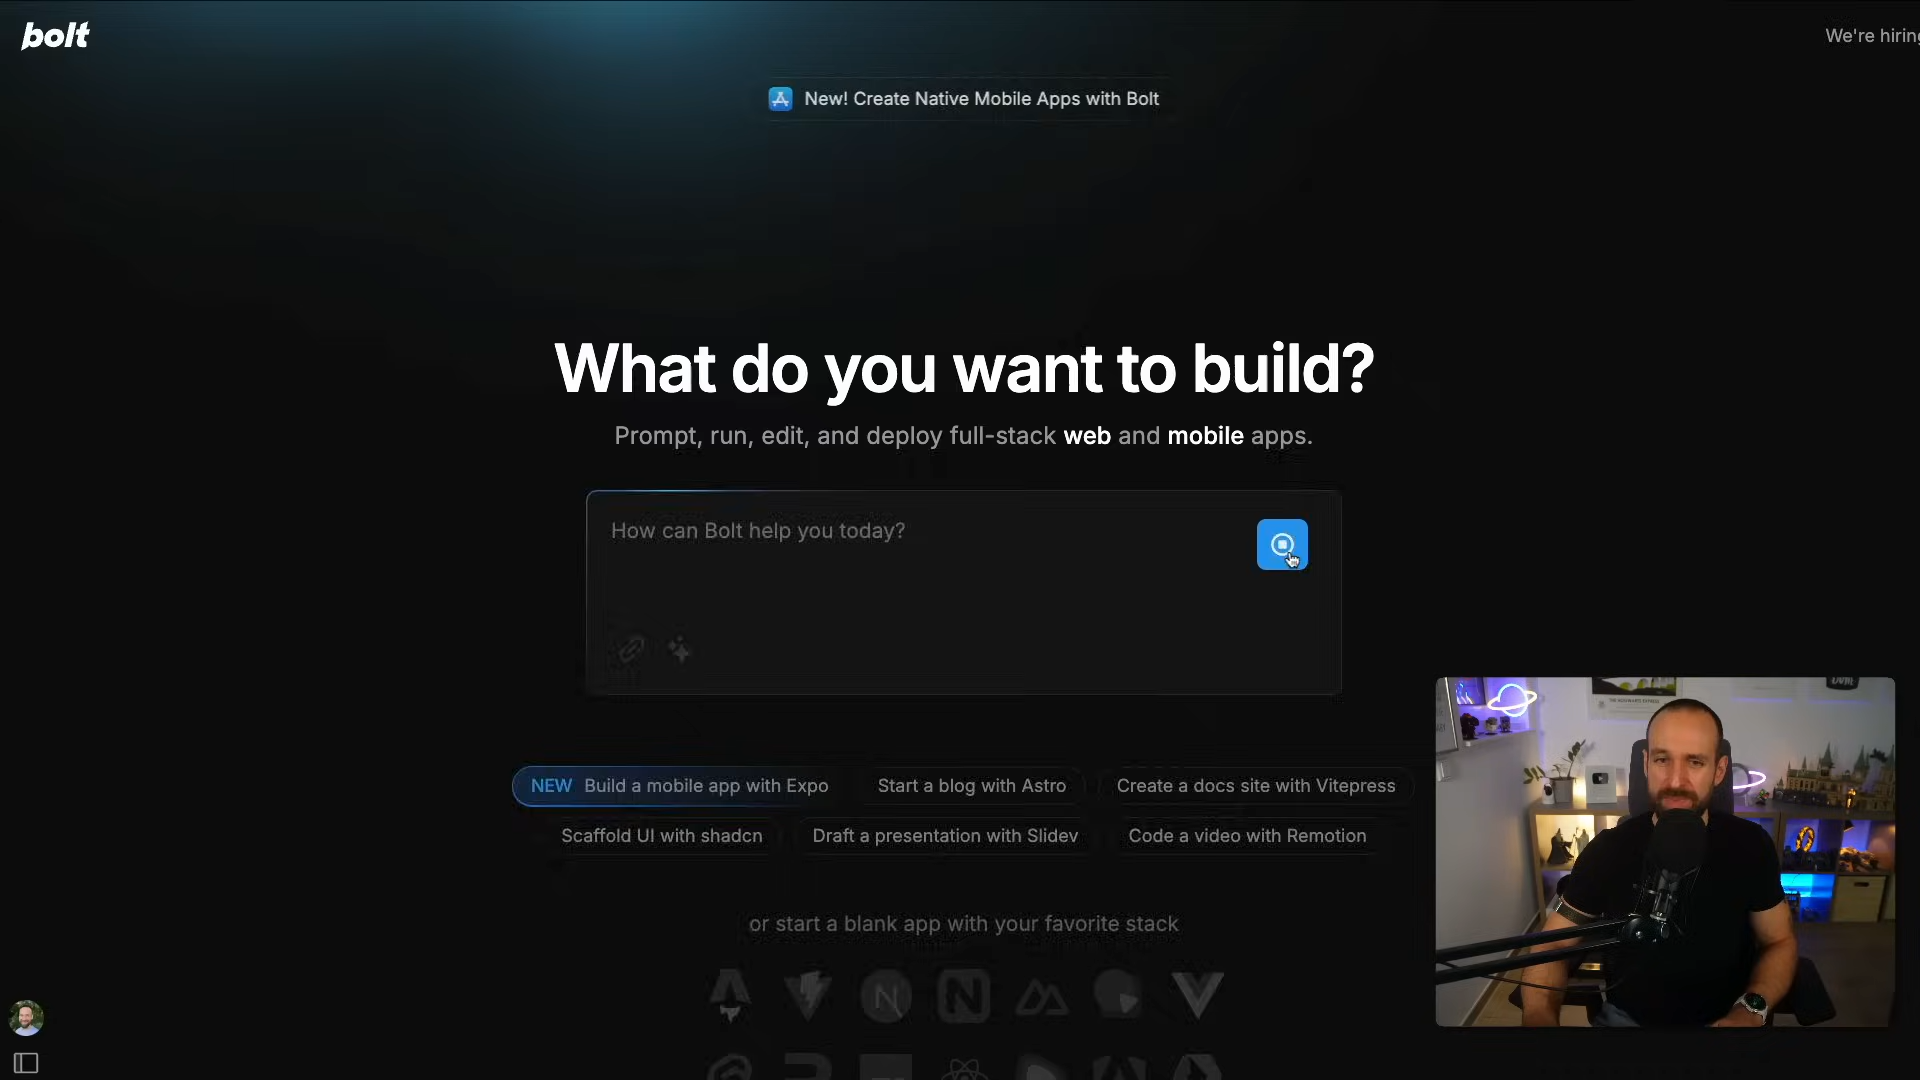 bolt
We're hiring
New! Create Native Mobile Apps with Bolt
What do you want to build?
Prompt, run, edit, and deploy full-stack web and mobile apps.
How can Bolt help you today?
NEW Build a mobile app with Expo
Start a blog with Astro
Create a docs site with Vitepress
Scaffold UI with shadcn
Draft a presentation with Slidev
Code a video with Remotion
or start a blank app with your favorite stack